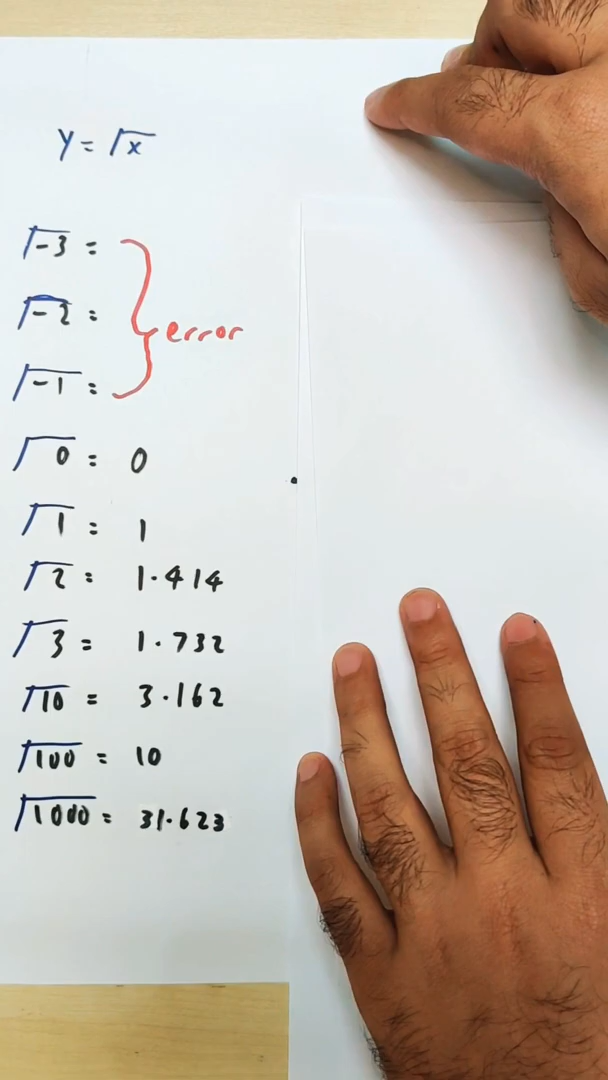 y = √x
√-3 =
√-2 =
√-1 =
error
√0 = 0
√1 = 1
√2 = 1.414
√3 = 1.732
√10 = 3.162
√100 = 10
√1000 = 31.623